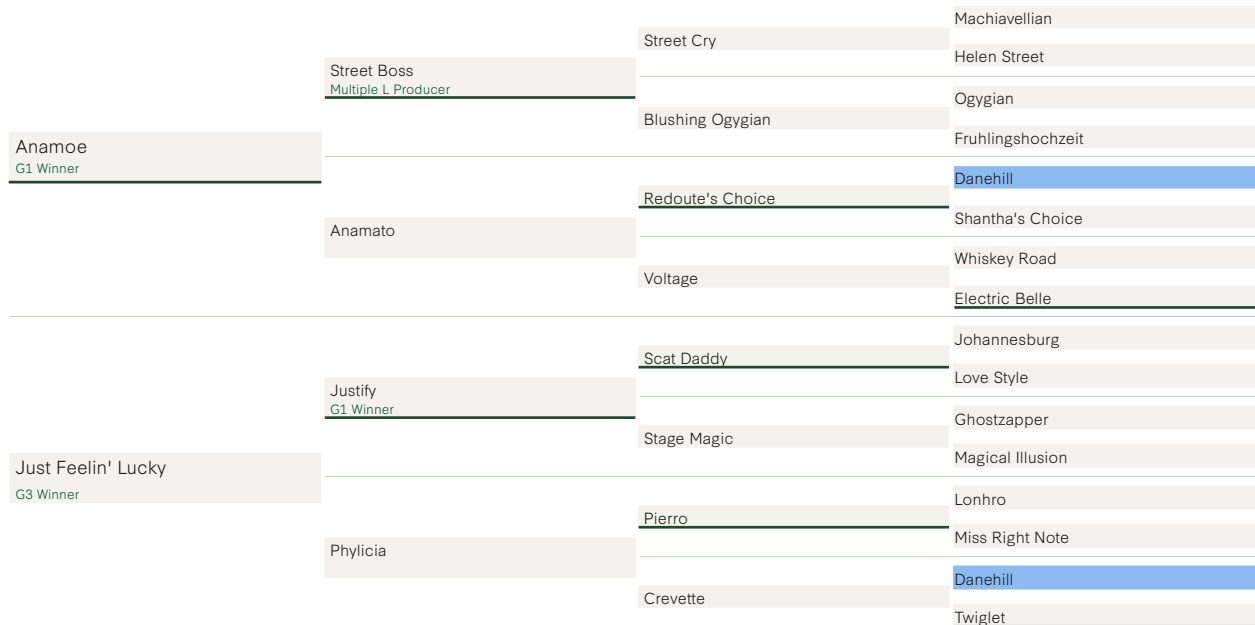 Anamoe
G1 Winner
Street Boss
Multiple L Producer
Street Cry
Machiavellian
Helen Street
Blushing Ogygian
Ogygian
Fruhlingshochzeit
Anamato
Redoute's Choice
Danehill
Shantha's Choice
Voltage
Whiskey Road
Electric Belle
Just Feelin' Lucky
G3 Winner
Justify
G1 Winner
Scat Daddy
Johannesburg
Love Style
Stage Magic
Ghostzapper
Magical Illusion
Phylicia
Pierro
Lonhro
Miss Right Note
Crevette
Danehill
Twiglet